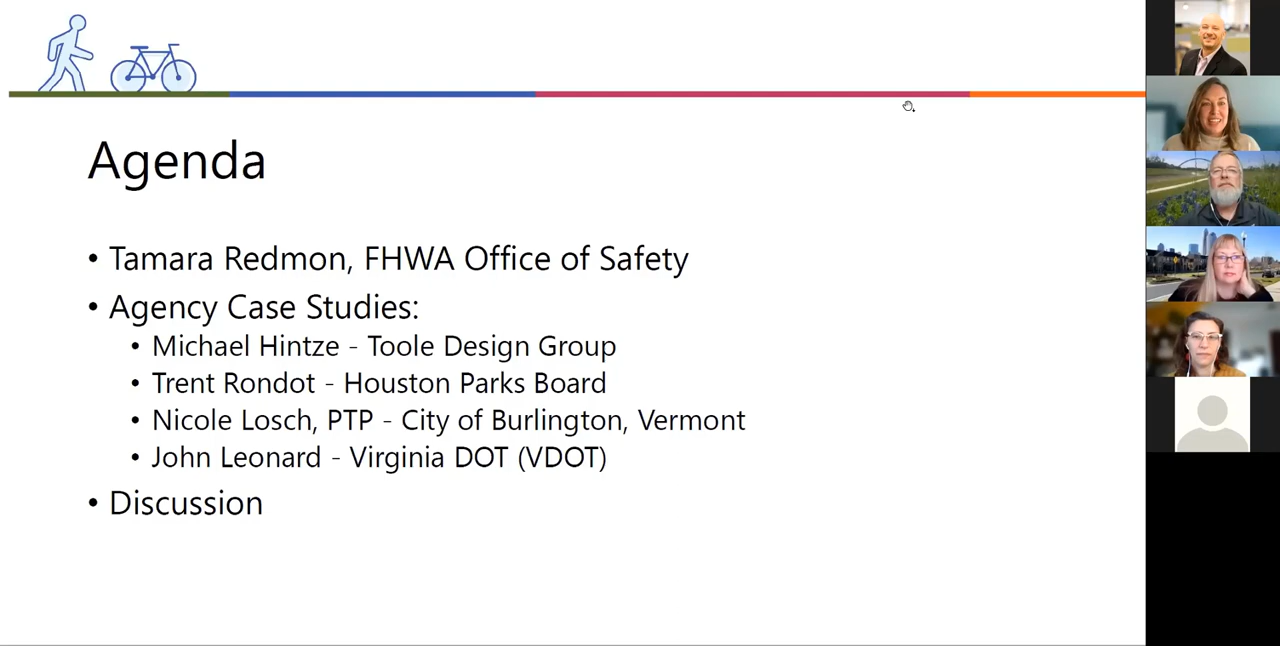 Agenda
• Tamara Redmon, FHWA Office of Safety
• Agency Case Studies:
• Michael Hintze - Toole Design Group
• Trent Rondot - Houston Parks Board
• Nicole Losch, PTP - City of Burlington, Vermont
• John Leonard - Virginia DOT (VDOT)
• Discussion